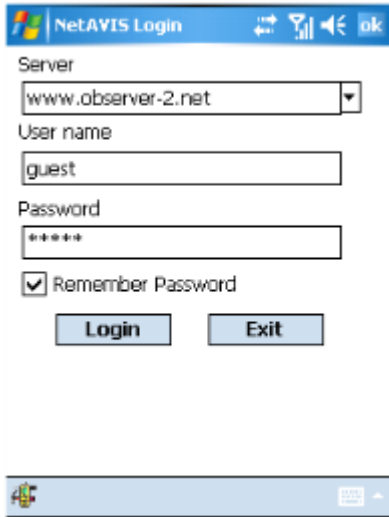 NetAVIS Login
ok
Server
www.observer-2.net
User name
guest
Password
*****
Remember Password
Login
Exit